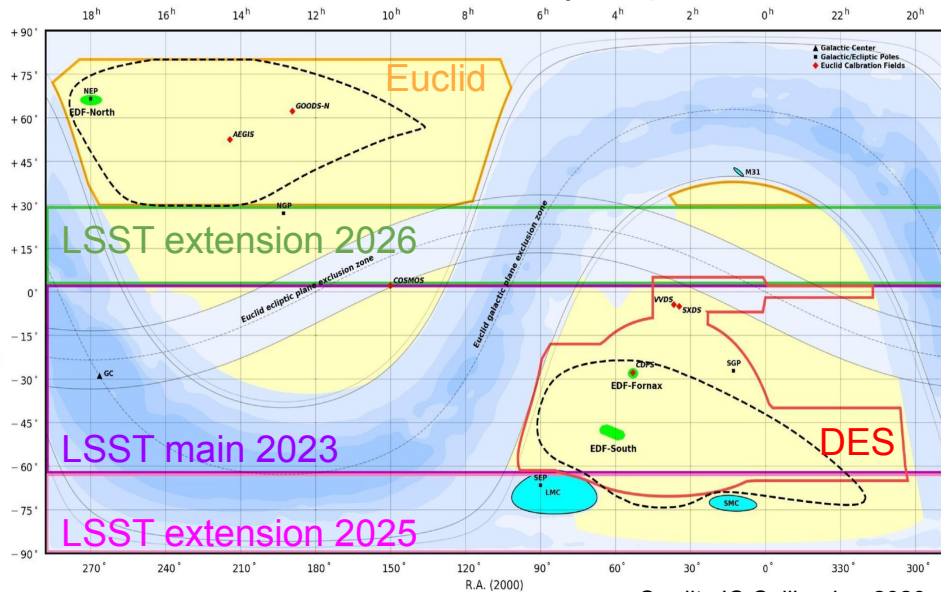 18h 16h 14h 12h 10h 8h 6h 4h 2h 0h 22h 20h
+90°
▲ Galactic Center
■ Galactic/Ecliptic Poles
♦ Euclid Calbration Fields
+75°
Euclid
NEP
EDF-North
GOODS-N
+60°
AEGIS
+45°
M31
+30°
NGP
LSST extension 2026
+15°
Euclid ecliptic plane exclusion zone
Euclid galactic plane exclusion zone
COSMOS
0°
VVDS
SXDS
−15°
GC
CDFS
SGP
−30°
EDF-Fornax
−45°
LSST main 2023
EDF-South
DES
−60°
SEP
LMC
SMC
−75°
LSST extension 2025
−90°
270° 240° 210° 180° 150° 120° 90° 60° 30° 0° 330° 300°
R.A. (2000)